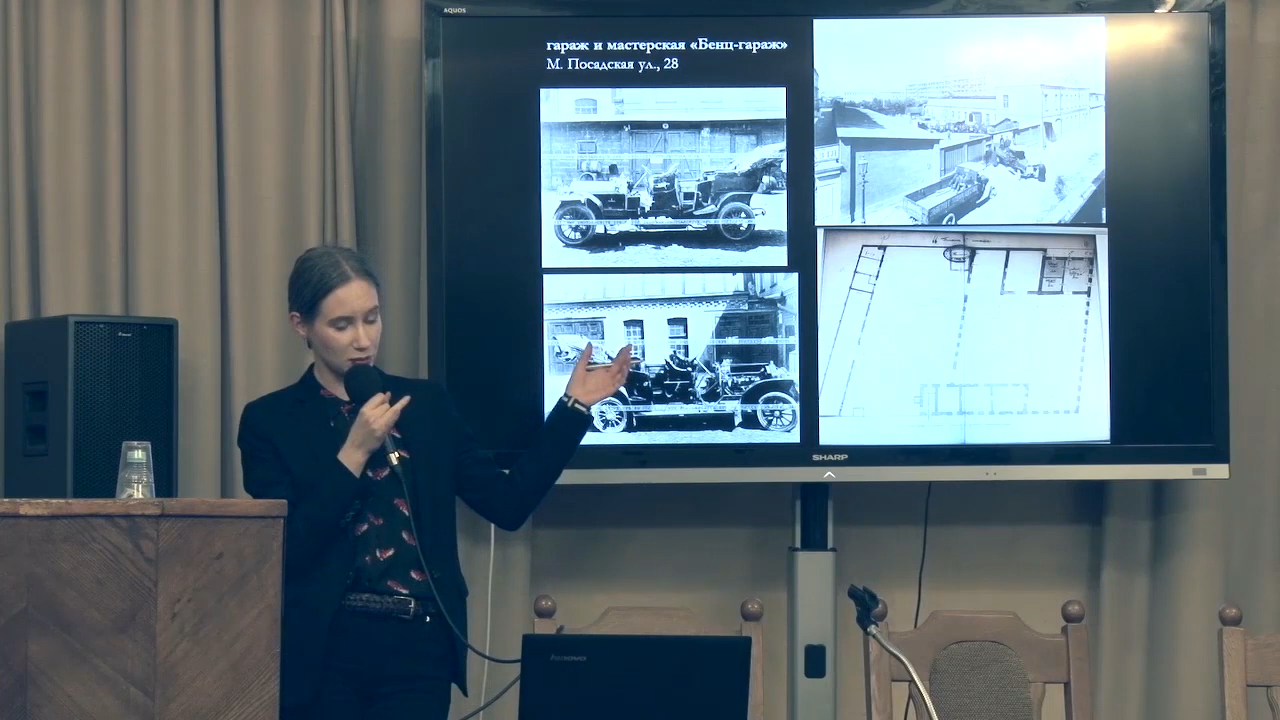 AQUOS
гараж и мастерская «Бенц-гараж»
М. Посадская ул., 28
SHARP
lenovo